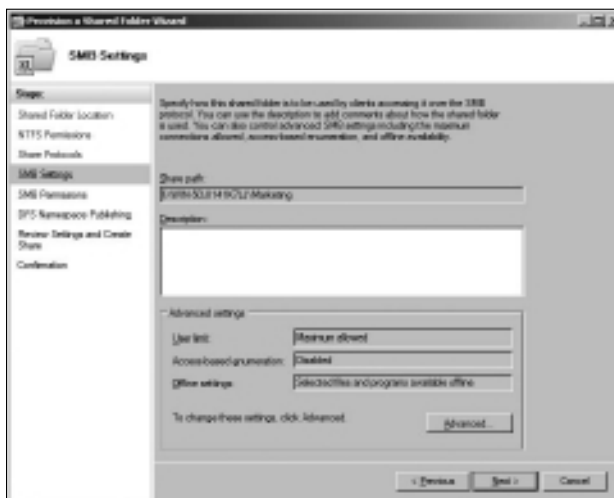 Provision a Shared Folder Wizard
SMB Settings
Steps:
Shared Folder Location
NTFS Permissions
Share Protocols
SMB Settings
SMB Permissions
DFS Namespace Publishing
Review Settings and Create
Share
Confirmation
Specify how this shared folder is to be used by clients accessing it over the SMB
protocol. You can use the description to add comments about how the shared folder
is used. You can also control advanced SMB settings including the maximum
connections allowed, access-based enumeration, and offline availability.
Share path:
\Marketing
Description:
Advanced settings
User limit:
Maximum allowed
Access-based enumeration:
Disabled
Offline settings:
Selected files and programs available offline
To change these settings, click Advanced.
Advanced...
< Previous
Next >
Cancel